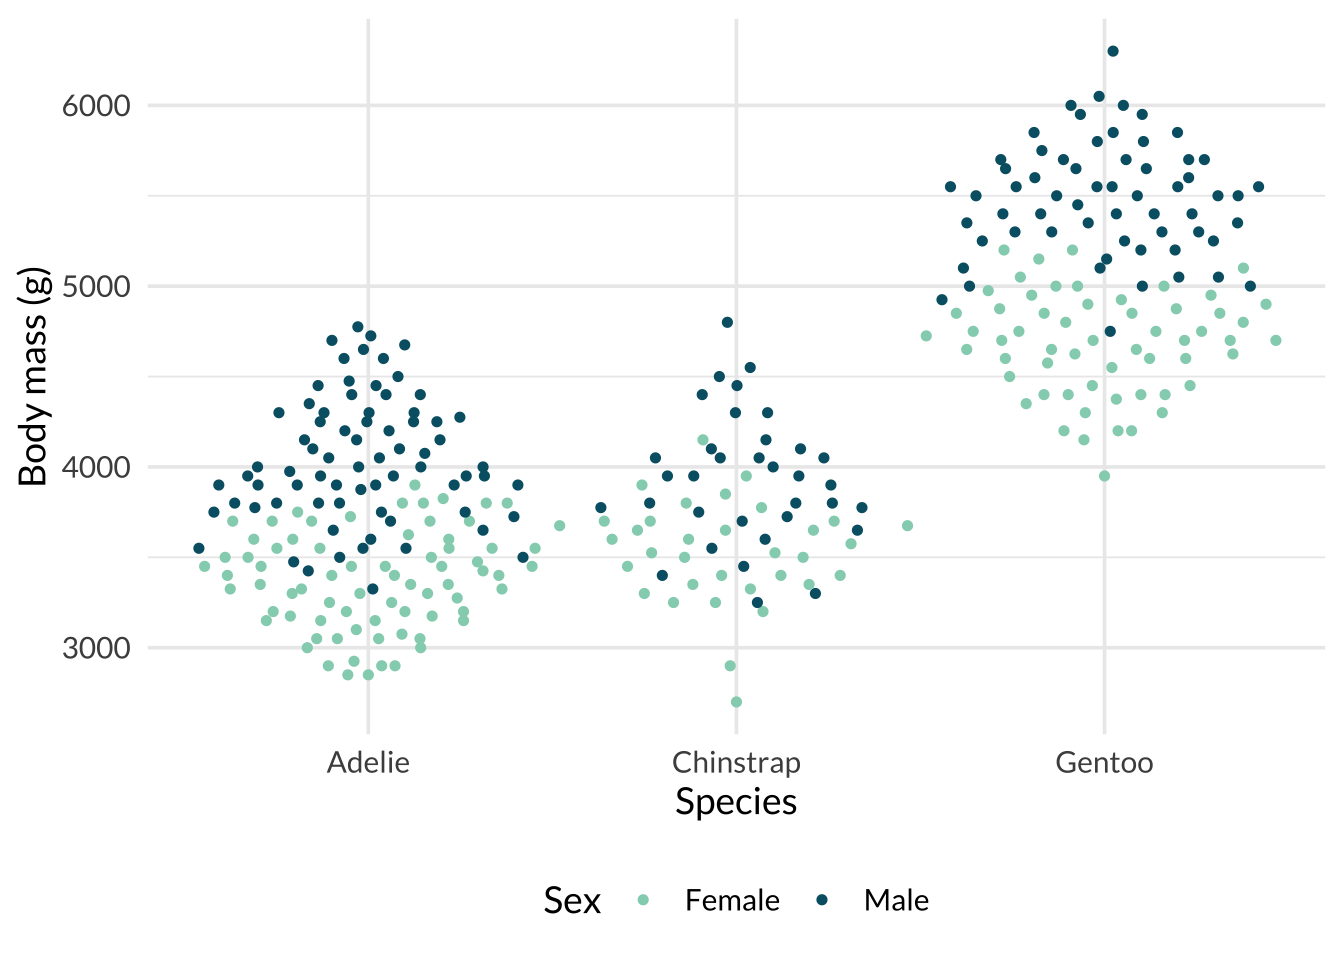 6000
5000
4000
3000
Body mass (g)
Adelie Chinstrap Gentoo
Species
Sex Female Male